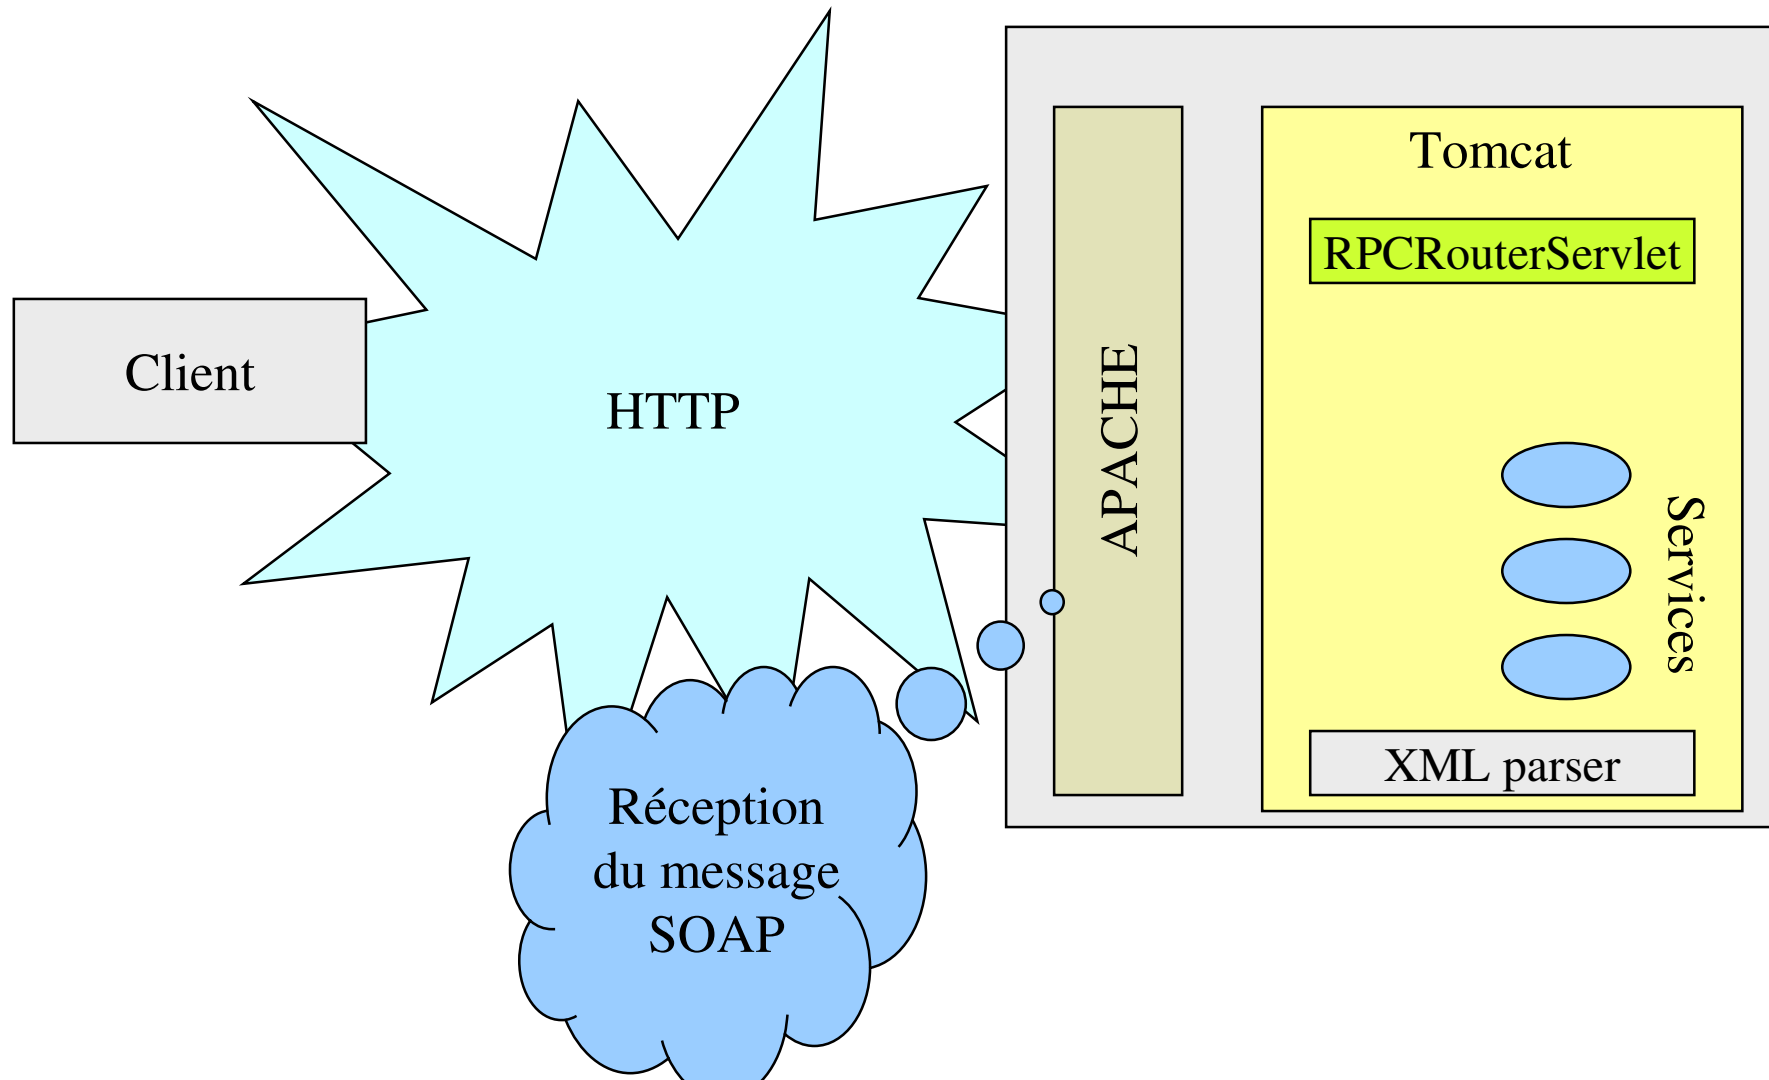 Client
HTTP
APACHE
Tomcat
RPCRouterServlet
Services
XML parser
Réception
du message
SOAP